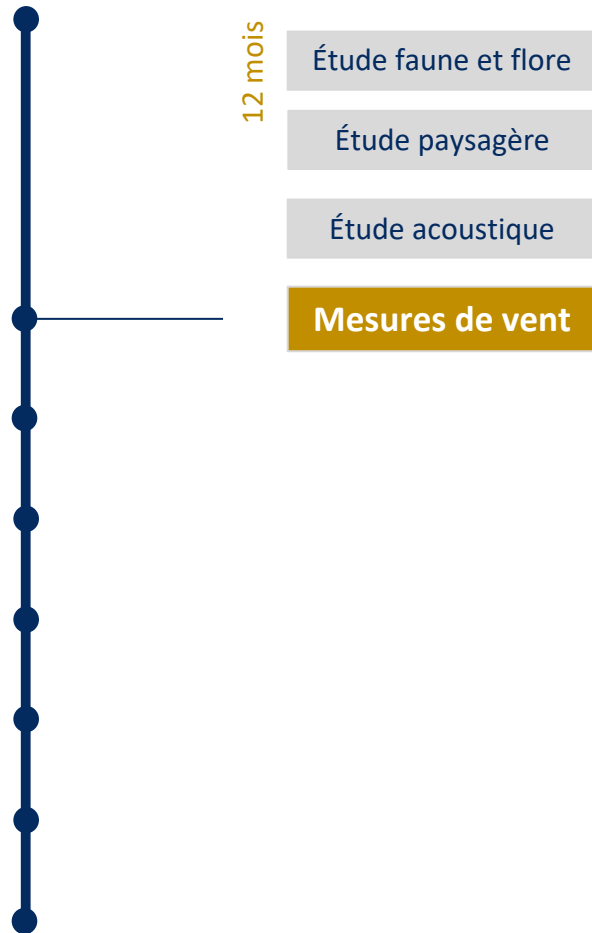 12 mois
Étude faune et flore
Étude paysagère
Étude acoustique
Mesures de vent